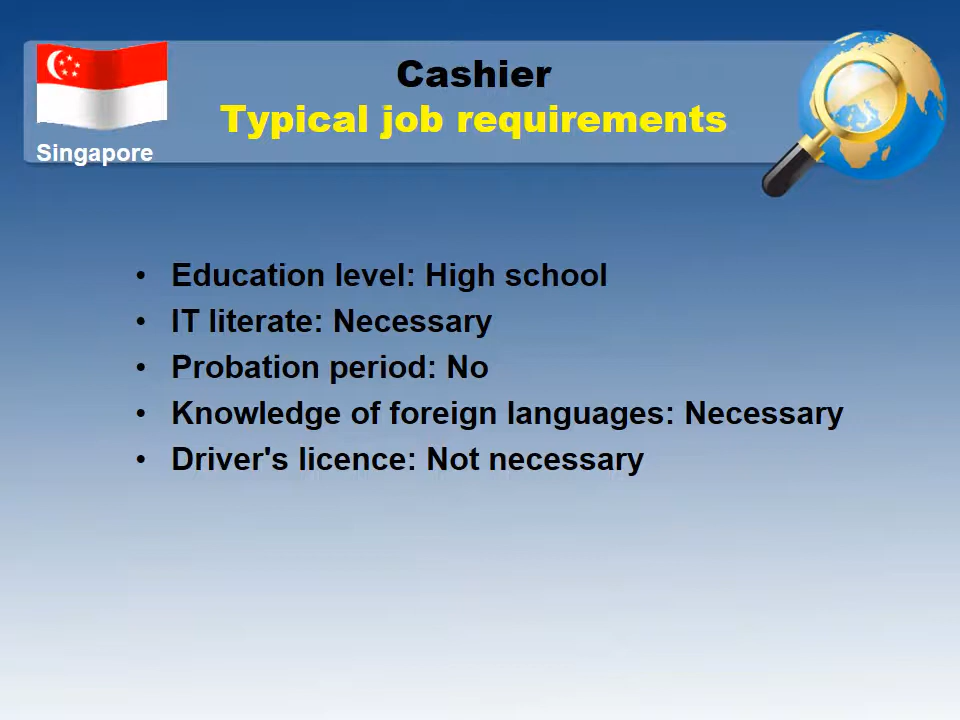 Cashier
Typical job requirements
Singapore
• Education level: High school
• IT literate: Necessary
• Probation period: No
• Knowledge of foreign languages: Necessary
• Driver's licence: Not necessary